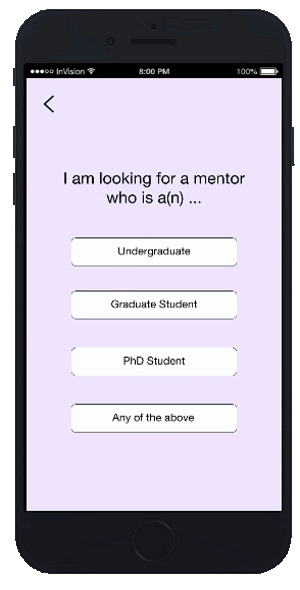 InVision 8:00 PM 100%
I am looking for a mentor
who is a(n) ...
Undergraduate
Graduate Student
PhD Student
Any of the above